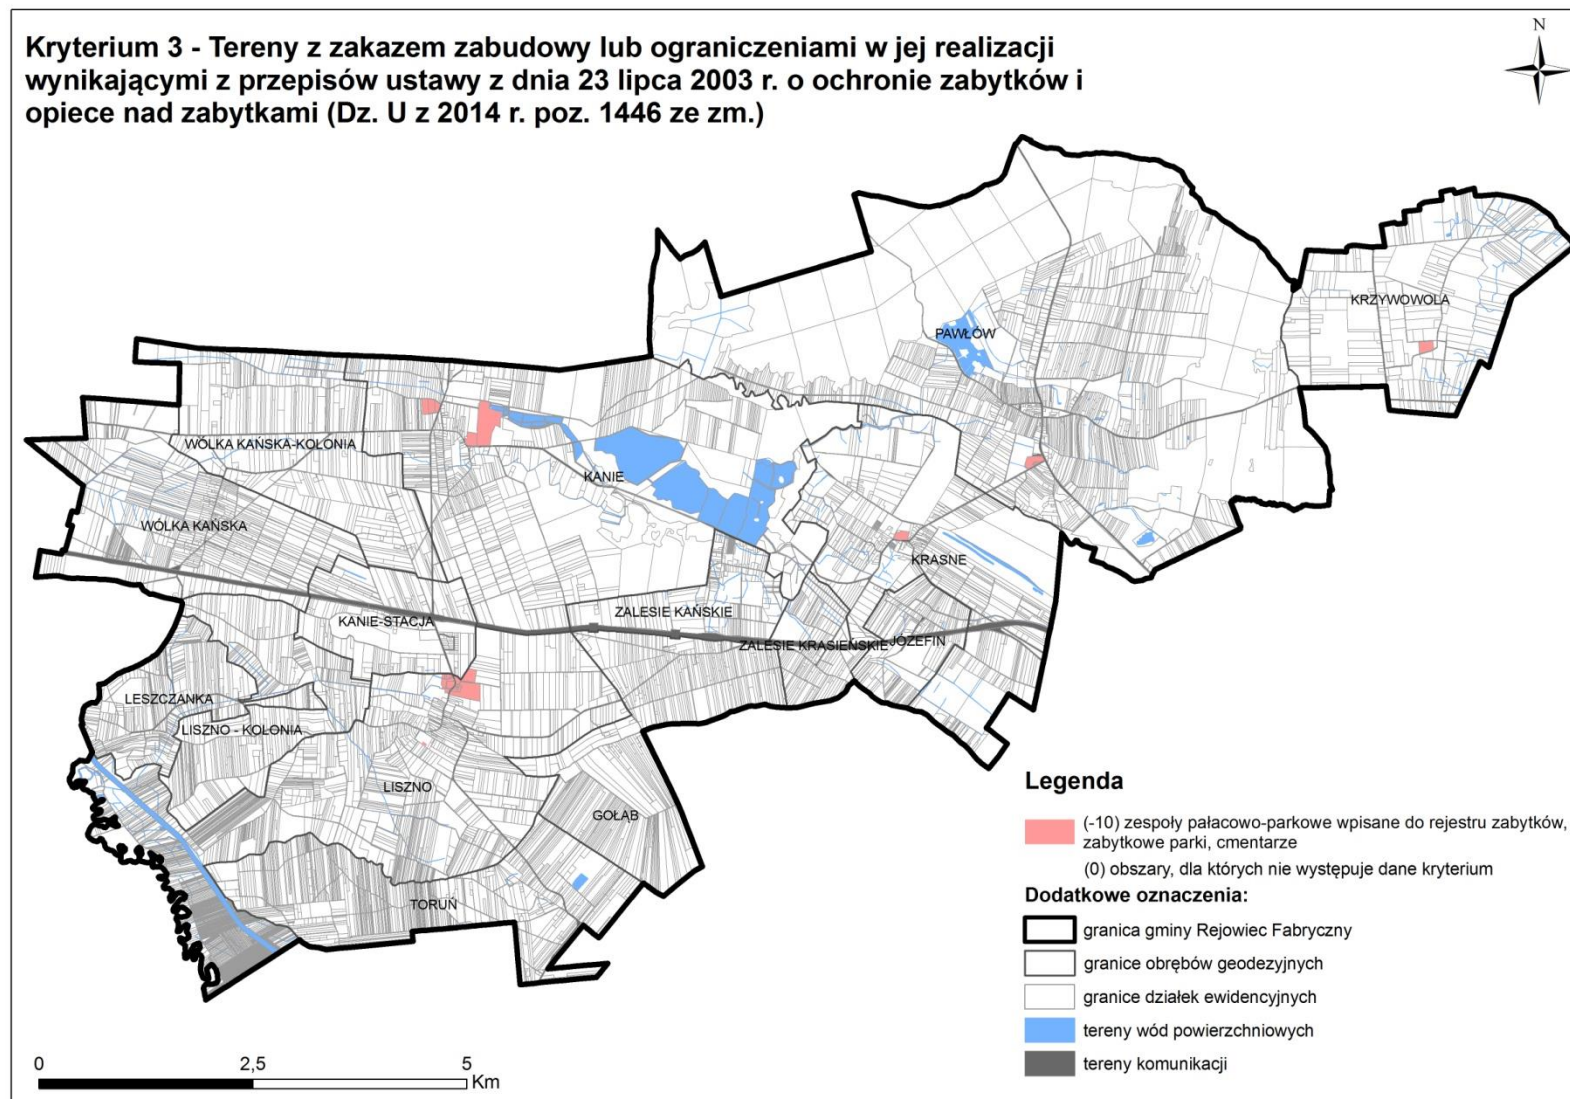 N
Kryterium 3 - Tereny z zakazem zabudowy lub ograniczeniami w jej realizacji
wynikającymi z przepisów ustawy z dnia 23 lipca 2003 r. o ochronie zabytków i
opiece nad zabytkami (Dz. U z 2014 r. poz. 1446 ze zm.)
KRZYWOWOLA
PAWŁÓW
WÓLKA KAŃSKA-KOLONIA
KANIE
WÓLKA KAŃSKA
KRASNE
ZALESIE KAŃSKIE
KANIE-STACJA
ZALESIE KRASIEŃSKIE
JÓZEFIN
LESZCZANKA
LISZNO - KOLONIA
LISZNO
GOŁĄB
TORUŃ
Legenda
(-10) zespoły pałacowo-parkowe wpisane do rejestru zabytków,
zabytkowe parki, cmentarze
(0) obszary, dla których nie występuje dane kryterium
Dodatkowe oznaczenia:
granica gminy Rejowiec Fabryczny
granice obrębów geodezyjnych
granice działek ewidencyjnych
tereny wód powierzchniowych
tereny komunikacji
0 2,5 5
Km